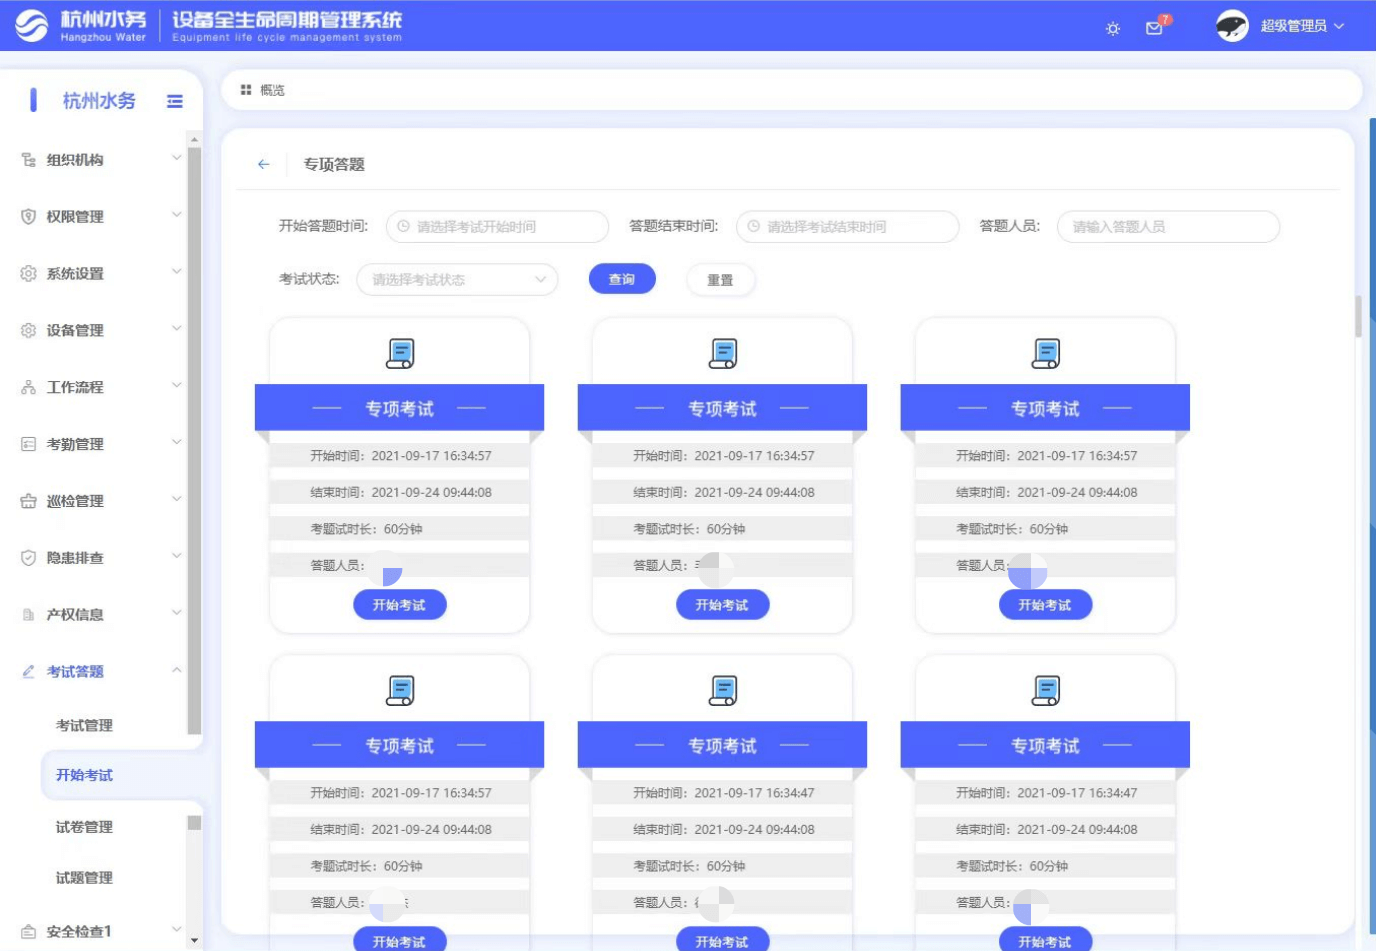 杭州水务 设备全生命周期管理系统
Hangzhou Water Equipment life cycle management system
7
超级管理员
杭州水务
概览
组织机构
权限管理
系统设置
设备管理
工作流程
考勤管理
巡检管理
隐患排查
产权信息
考试答题
考试管理
开始考试
试卷管理
试题管理
安全检查1
专项答题
开始答题时间: 请选择考试开始时间 答题结束时间: 请选择考试结束时间 答题人员: 请输入答题人员
考试状态: 请选择考试状态 查询 重置
专项考试 专项考试 专项考试
开始时间：2021-09-17 16:34:57 开始时间：2021-09-17 16:34:57 开始时间：2021-09-17 16:34:57
结束时间：2021-09-24 09:44:08 结束时间：2021-09-24 09:44:08 结束时间：2021-09-24 09:44:08
考题试时长：60分钟 考题试时长：60分钟 考题试时长：60分钟
答题人员： 答题人员： 答题人员：
开始考试 开始考试 开始考试
专项考试 专项考试 专项考试
开始时间：2021-09-17 16:34:57 开始时间：2021-09-17 16:34:47 开始时间：2021-09-17 16:34:47
结束时间：2021-09-24 09:44:08 结束时间：2021-09-24 09:44:08 结束时间：2021-09-24 09:44:08
考题试时长：60分钟 考题试时长：60分钟 考题试时长：60分钟
答题人员： 答题人员： 答题人员：
开始考试 开始考试 开始考试